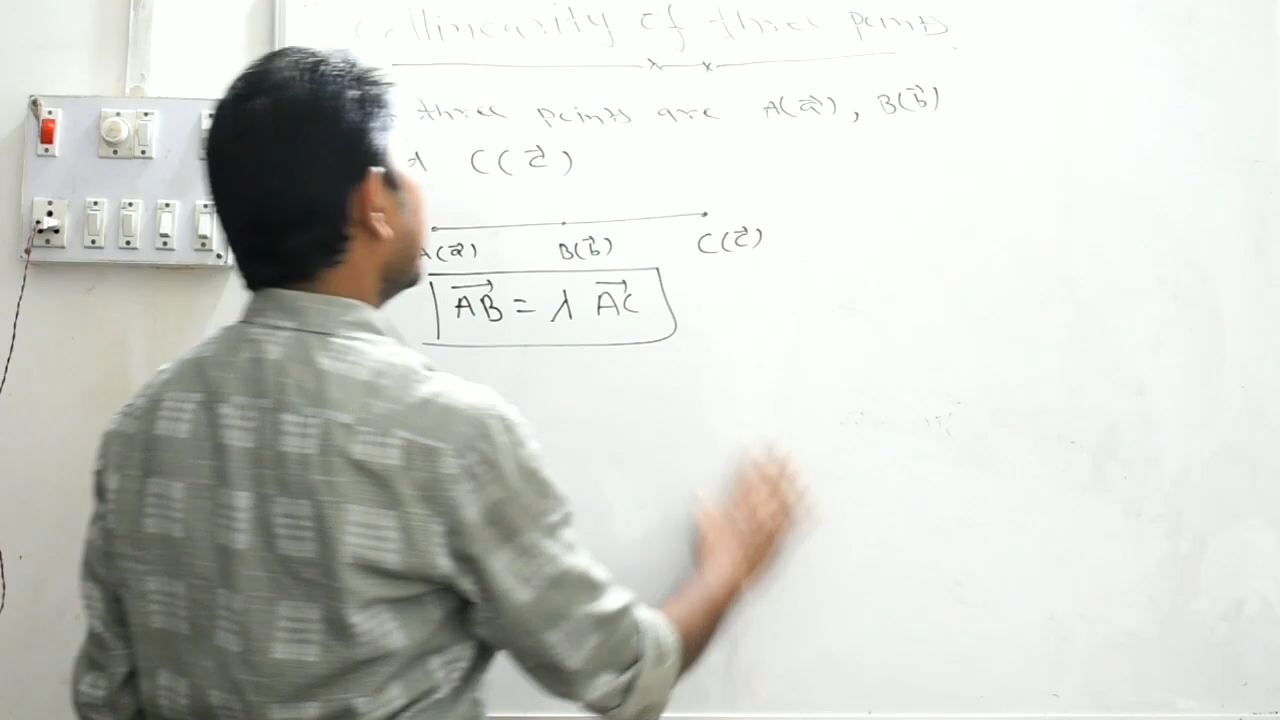 Collinearity of three points
three points are A(a⃗), B(b⃗)
C(c⃗)
A(a⃗) B(b⃗) C(c⃗)
A⃗B⃗ = λ A⃗C⃗